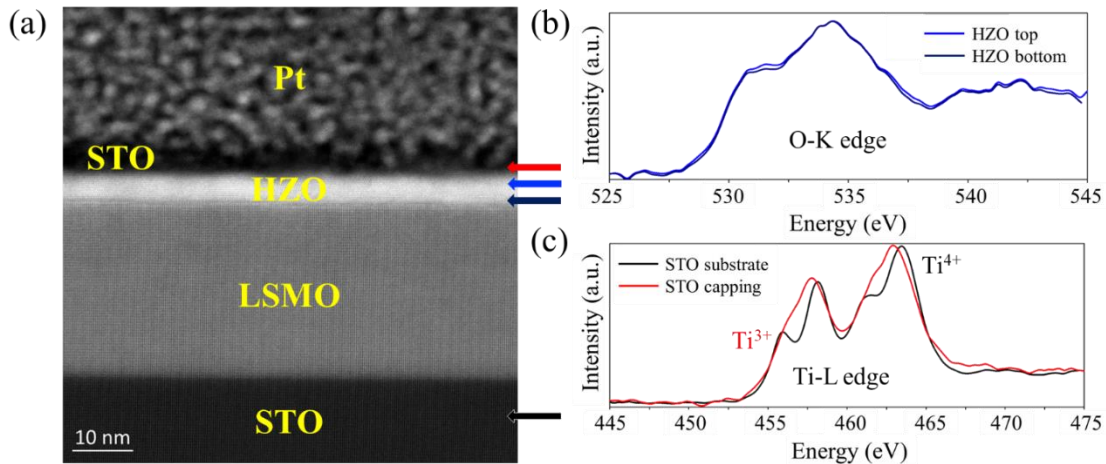 (a)
Pt
STO
HZO
LSMO
STO
10 nm
(b)
Intensity (a.u.)
HZO top
HZO bottom
O-K edge
525 530 535 540 545
Energy (eV)
(c)
Intensity (a.u.)
STO substrate
STO capping
Ti⁴⁺
Ti³⁺
Ti-L edge
445 450 455 460 465 470 475
Energy (eV)